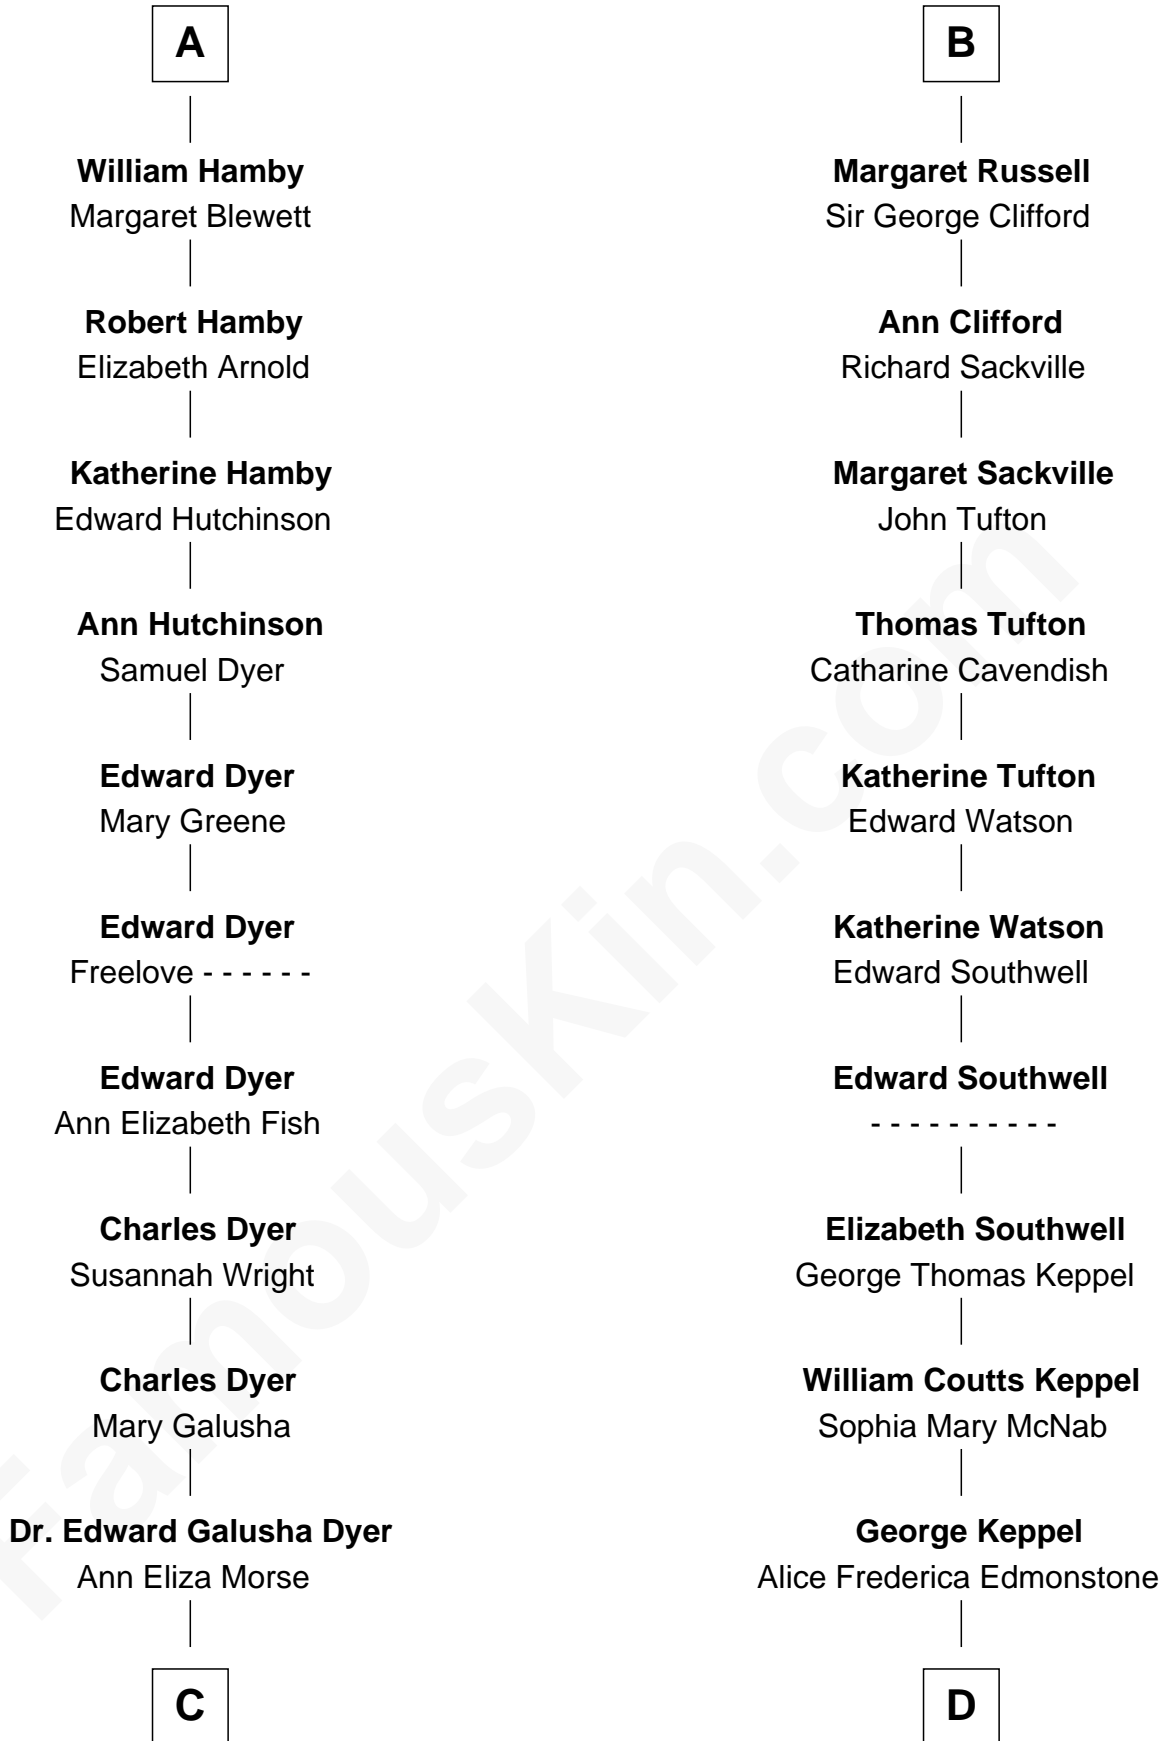 A
William Hamby
Margaret Blewett
Robert Hamby
Elizabeth Arnold
Katherine Hamby
Edward Hutchinson
Ann Hutchinson
Samuel Dyer
Edward Dyer
Mary Greene
Edward Dyer
Freelove - - - - - -
Edward Dyer
Ann Elizabeth Fish
Charles Dyer
Susannah Wright
Charles Dyer
Mary Galusha
Dr. Edward Galusha Dyer
Ann Eliza Morse
C
B
Margaret Russell
Sir George Clifford
Ann Clifford
Richard Sackville
Margaret Sackville
John Tufton
Thomas Tufton
Catharine Cavendish
Katherine Tufton
Edward Watson
Katherine Watson
Edward Southwell
Edward Southwell
- - - - - - - - - -
Elizabeth Southwell
George Thomas Keppel
William Coutts Keppel
Sophia Mary McNab
George Keppel
Alice Frederica Edmonstone
D
FamousKin.com